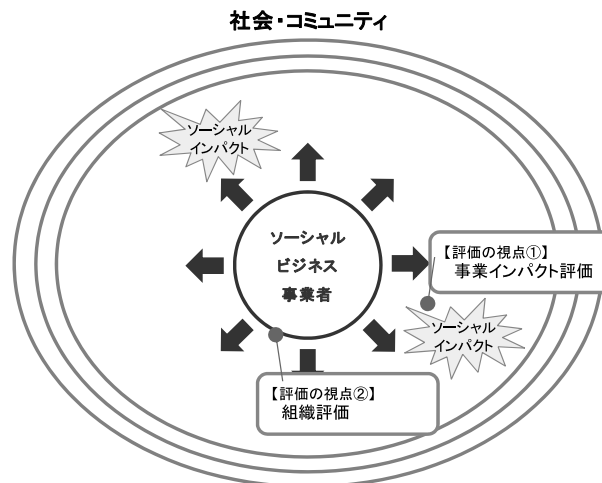 社会・コミュニティ
ソーシャル
インパクト
ソーシャル
ビジネス
事業者
【評価の視点①】
事業インパクト評価
ソーシャル
インパクト
【評価の視点②】
組織評価